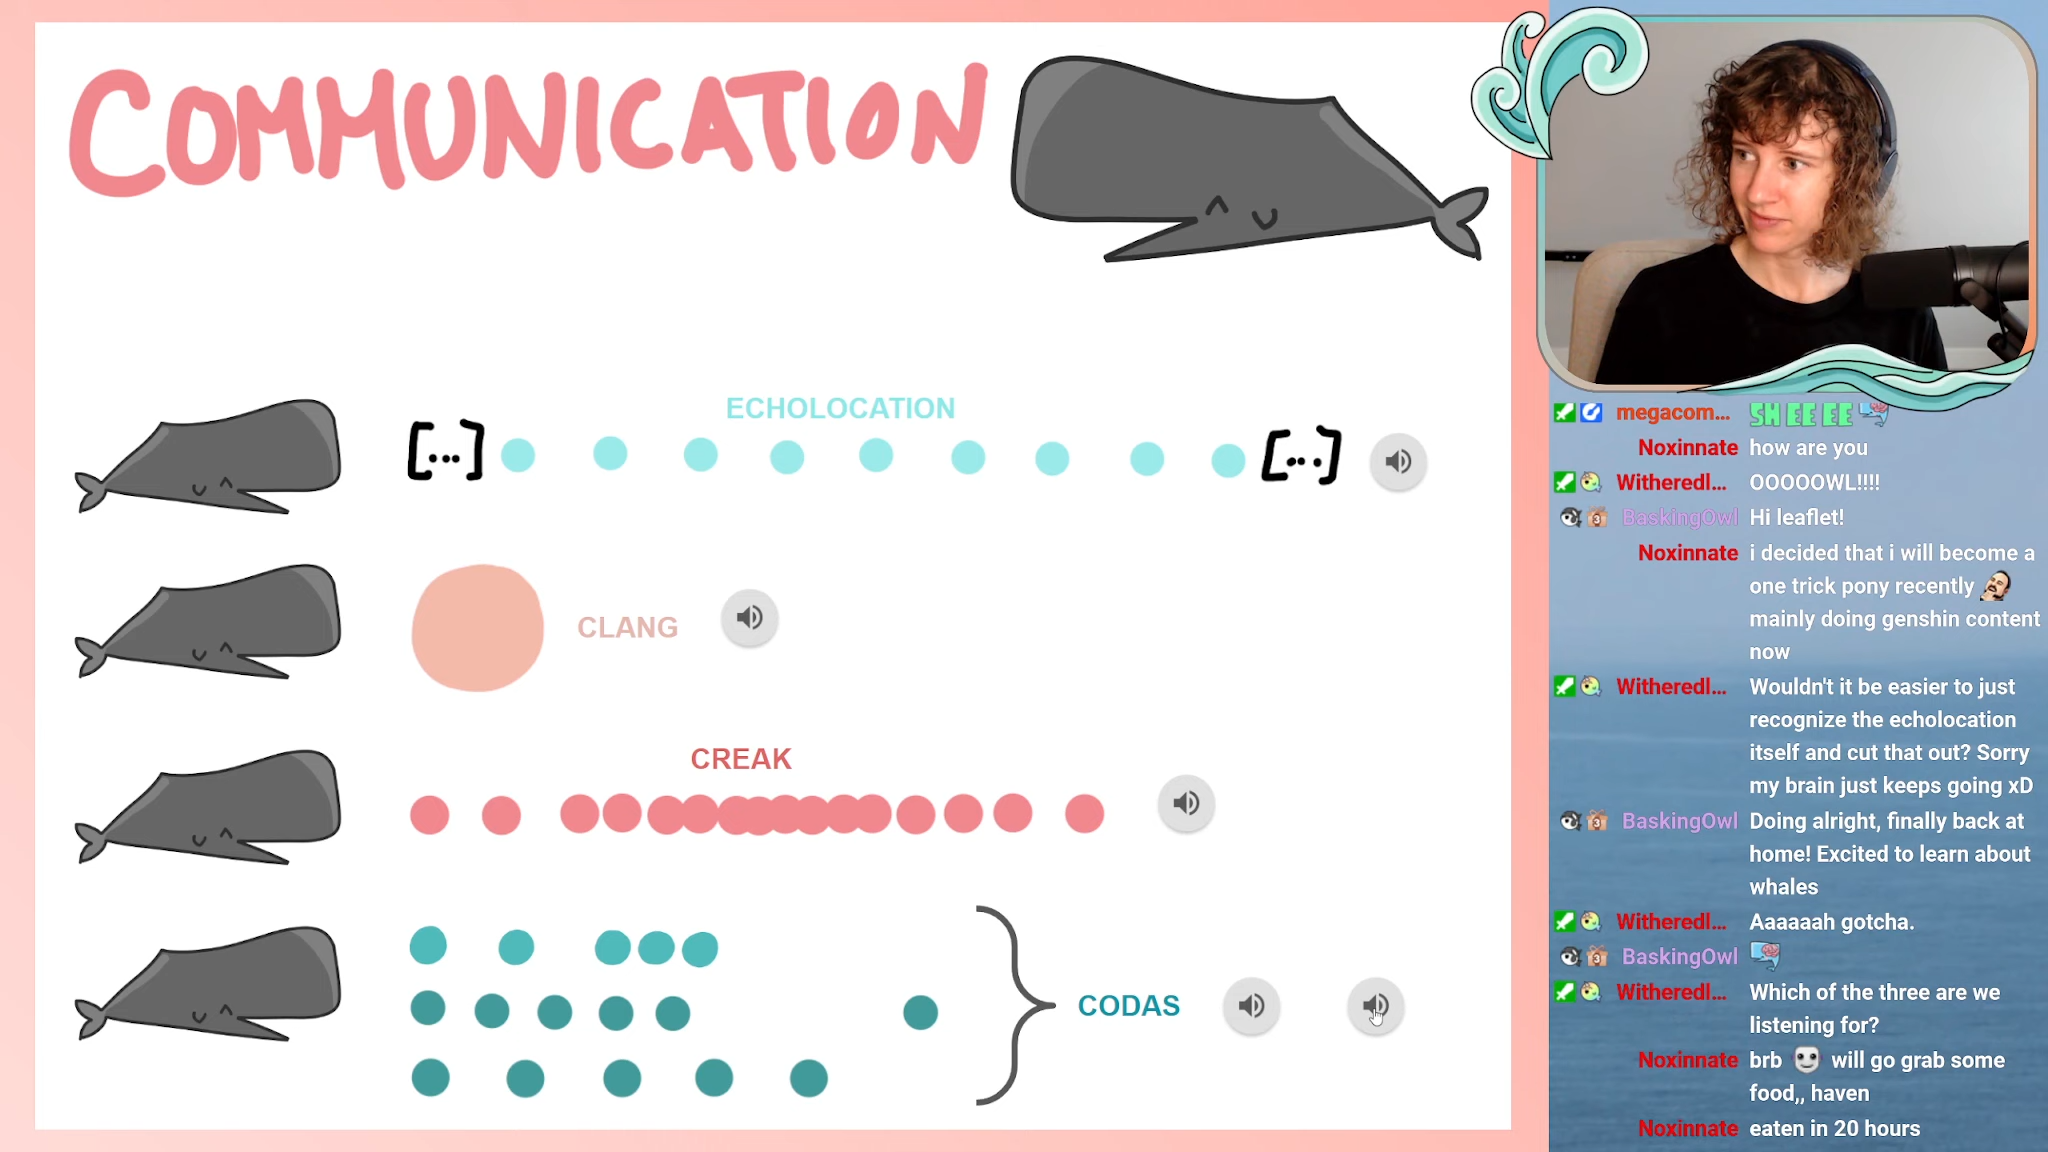 COMMUNICATION
ECHOLOCATION
[...]
[...]
CLANG
CREAK
CODAS
megacom... SHEEEE
Noxinnate how are you
Witheredl... OOOOOWL!!!!
BaskingOwl Hi leaflet!
Noxinnate i decided that i will become a
one trick pony recently
mainly doing genshin content
now
Witheredl... Wouldn't it be easier to just
recognize the echolocation
itself and cut that out? Sorry
my brain just keeps going xD
BaskingOwl Doing alright, finally back at
home! Excited to learn about
whales
Witheredl... Aaaaaah gotcha.
BaskingOwl
Witheredl... Which of the three are we
listening for?
Noxinnate brb will go grab some
food,, haven
Noxinnate eaten in 20 hours